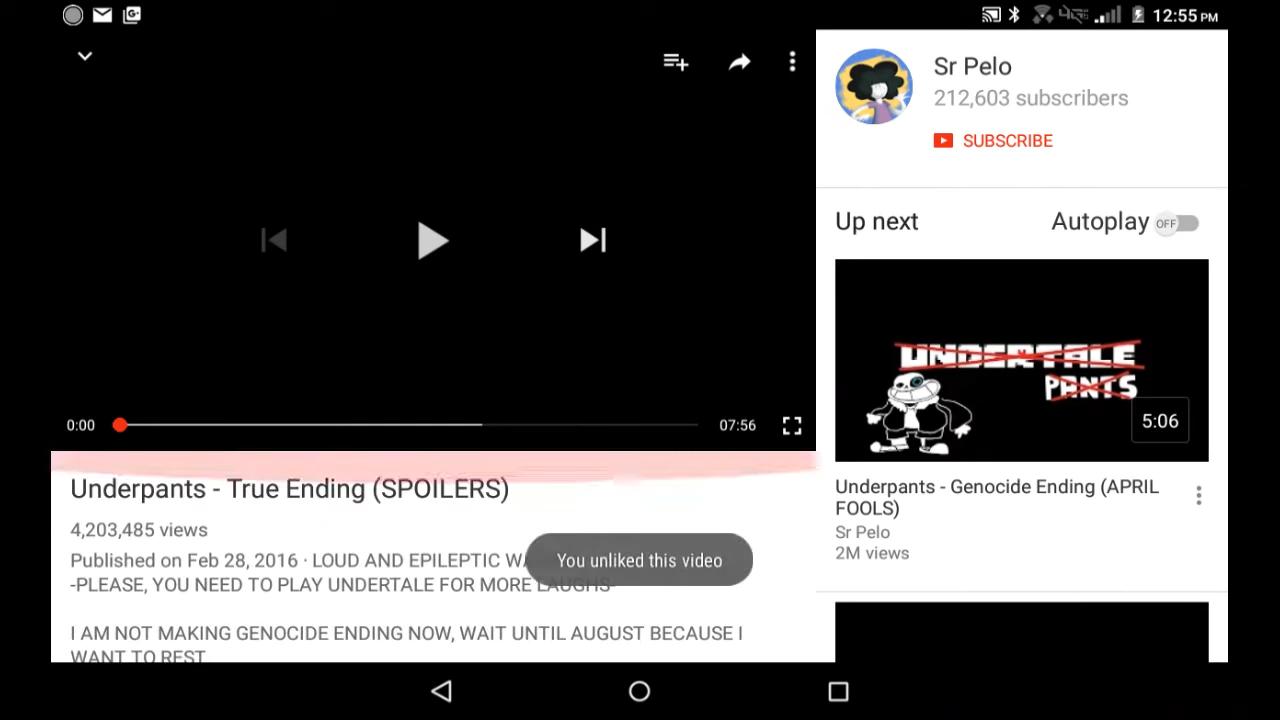 12:55 PM
0:00
07:56
Underpants - True Ending (SPOILERS)
4,203,485 views
Published on Feb 28, 2016 · LOUD AND EPILEPTIC
-PLEASE, YOU NEED TO PLAY UNDERTALE FOR MORE LAUGHS-
You unliked this video
I AM NOT MAKING GENOCIDE ENDING NOW, WAIT UNTIL AUGUST BECAUSE I
WANT TO REST
Sr Pelo
212,603 subscribers
SUBSCRIBE
Up next
Autoplay OFF
UNDERTALE
PANTS
5:06
Underpants - Genocide Ending (APRIL
FOOLS)
Sr Pelo
2M views